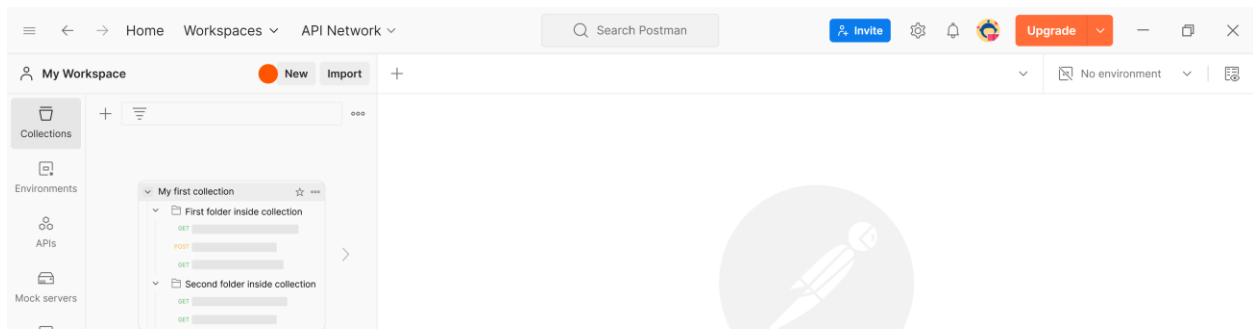 Home Workspaces API Network Search Postman Invite Upgrade
My Workspace New Import No environment
Collections
Environments
APIs
Mock servers
My first collection
First folder inside collection
GET
POST
GET
Second folder inside collection
GET
GET